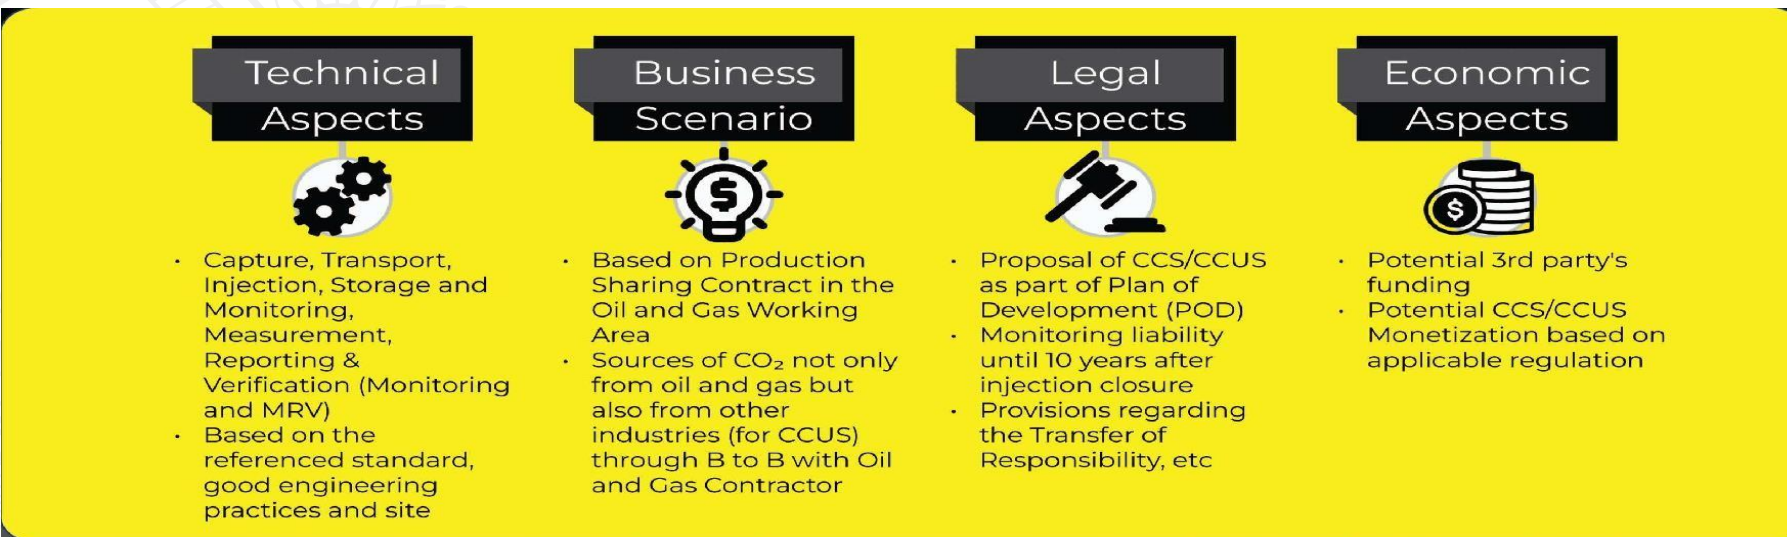 Technical
Aspects
• Capture, Transport,
Injection, Storage and
Monitoring,
Measurement,
Reporting &
Verification (Monitoring
and MRV)
• Based on the
referenced standard,
good engineering
practices and site
Business
Scenario
$
• Based on Production
Sharing Contract in the
Oil and Gas Working
Area
• Sources of CO₂ not only
from oil and gas but
also from other
industries (for CCUS)
through B to B with Oil
and Gas Contractor
Legal
Aspects
• Proposal of CCS/CCUS
as part of Plan of
Development (POD)
• Monitoring liability
until 10 years after
injection closure
• Provisions regarding
the Transfer of
Responsibility, etc
Economic
Aspects
$
• Potential 3rd party's
funding
• Potential CCS/CCUS
Monetization based on
applicable regulation